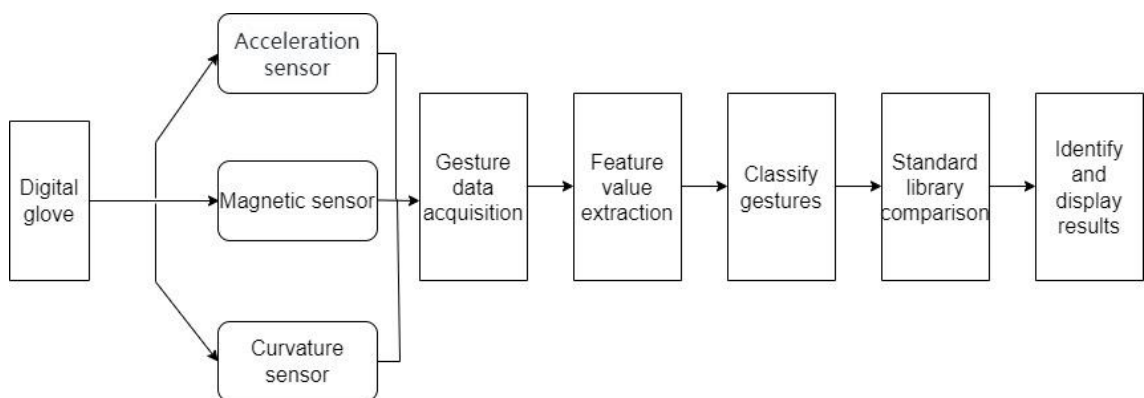 Acceleration
sensor
Digital
glove
Magnetic sensor
Curvature
sensor
Gesture
data
acquisition
Feature
value
extraction
Classify
gestures
Standard
library
comparison
Identify
and
display
results